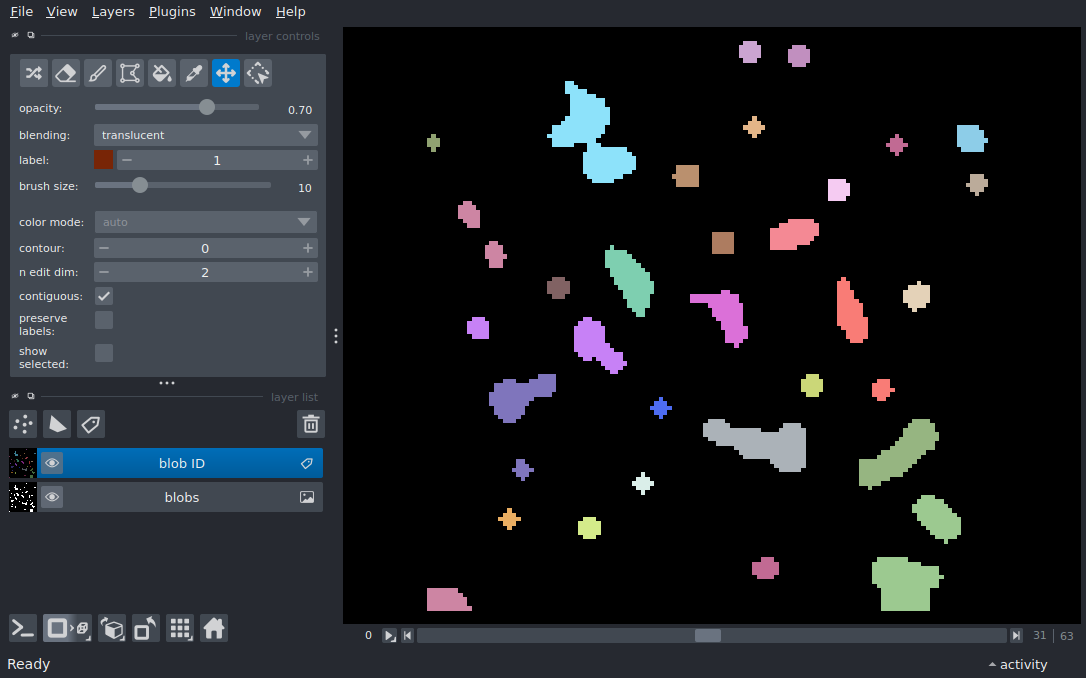 File View Layers Plugins Window Help
layer controls
opacity: 0.70
blending: translucent
label: 1
brush size: 10
color mode: auto
contour: 0
n edit dim: 2
contiguous:
preserve
labels:
show
selected:
layer list
blob ID
blobs
0 31 63
Ready activity